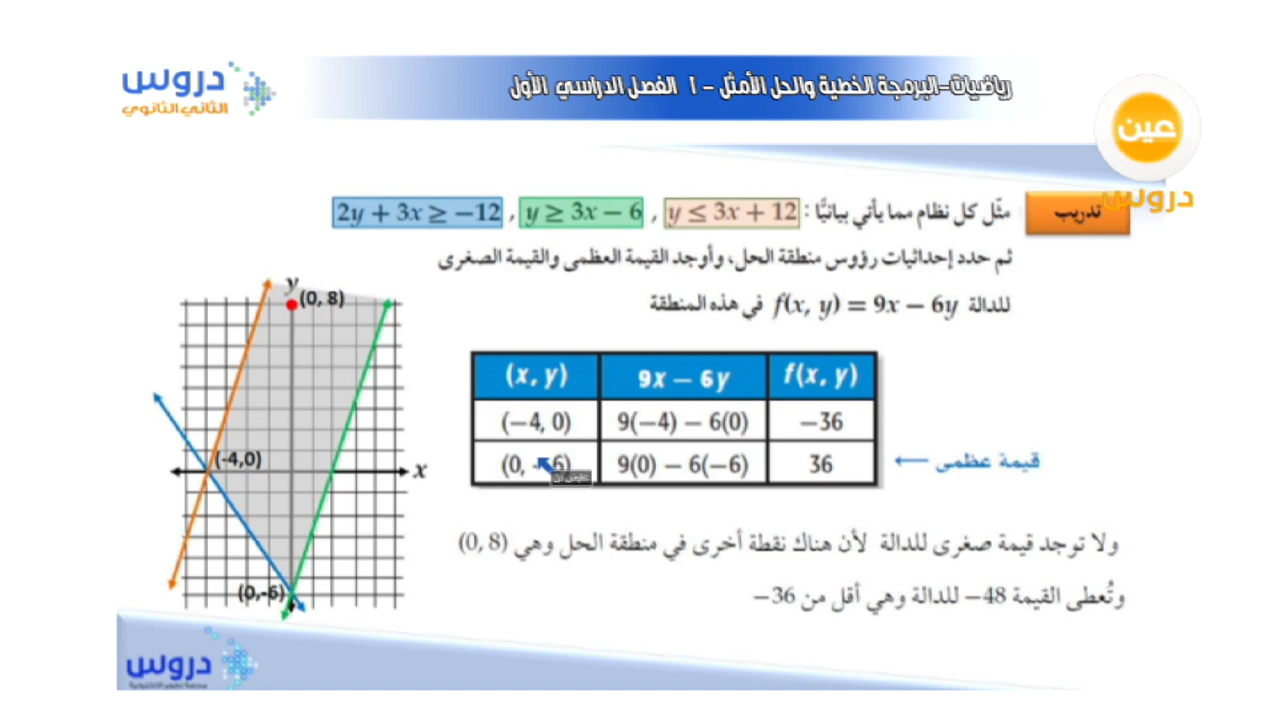 دروس
الثاني الثانوي
رياضيات-البرمجة الخطية والحل الأمثل - ٢ الفصل الدراسي الأول
عين
دروس
تدريب
مثّل كل نظام مما يأتي بيانيًّا : y ≤ 3x + 12 , y ≥ 3x − 6 , 2y + 3x ≥ −12
ثم حدد إحداثيات رؤوس منطقة الحل، وأوجد القيمة العظمى والقيمة الصغرى
للدالة f(x, y) = 9x − 6y في هذه المنطقة
y
(0, 8)
(-4,0)
x
(0,-6)
(x, y) 9x − 6y f(x, y)
(−4, 0) 9(−4) − 6(0) −36
(0, −6) 9(0) − 6(−6) 36
قيمة عظمى
ولا توجد قيمة صغرى للدالة لأن هناك نقطة أخرى في منطقة الحل وهي (0, 8)
وتُعطى القيمة 48− للدالة وهي أقل من 36−
دروس